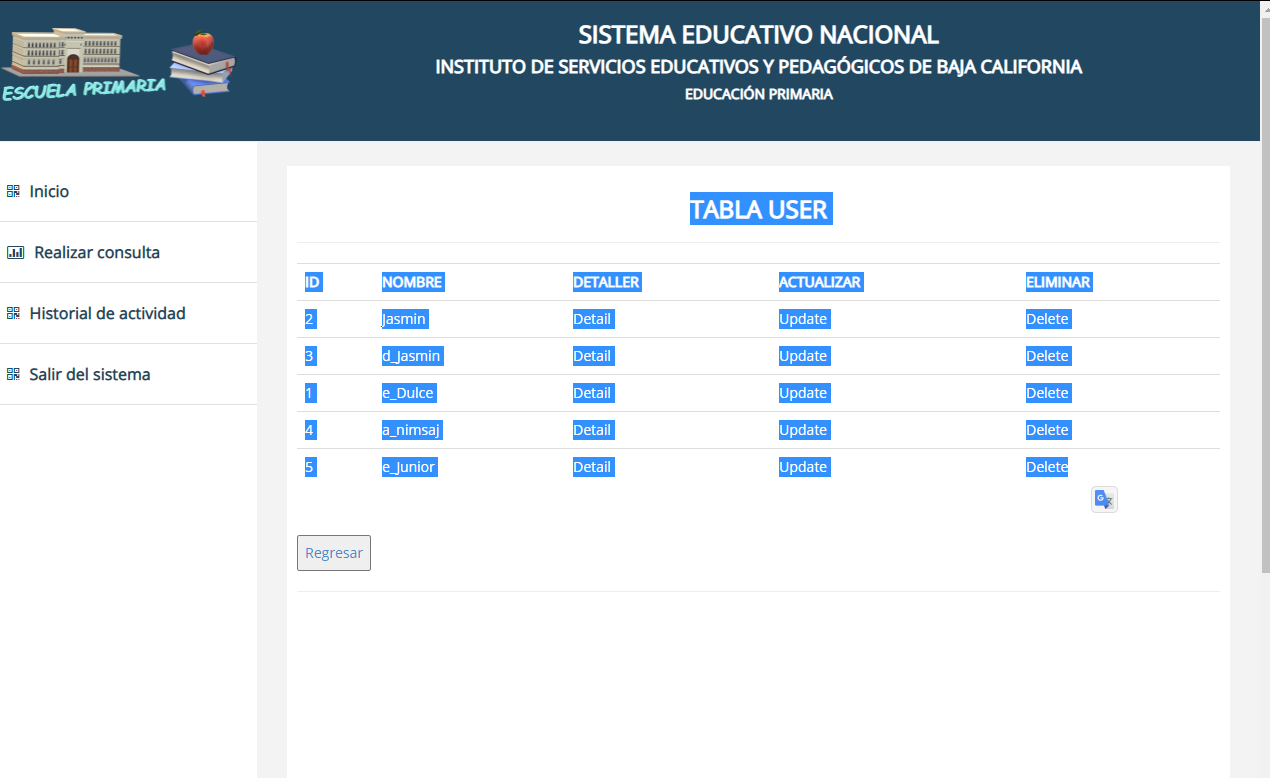 SISTEMA EDUCATIVO NACIONAL
INSTITUTO DE SERVICIOS EDUCATIVOS Y PEDAGÓGICOS DE BAJA CALIFORNIA
EDUCACIÓN PRIMARIA
ESCUELA PRIMARIA
Inicio
Realizar consulta
Historial de actividad
Salir del sistema
TABLA USER
ID NOMBRE DETALLER ACTUALIZAR ELIMINAR
2 Jasmin Detail Update Delete
3 d_Jasmin Detail Update Delete
1 e_Dulce Detail Update Delete
4 a_nimsaj Detail Update Delete
5 e_Junior Detail Update Delete
Regresar